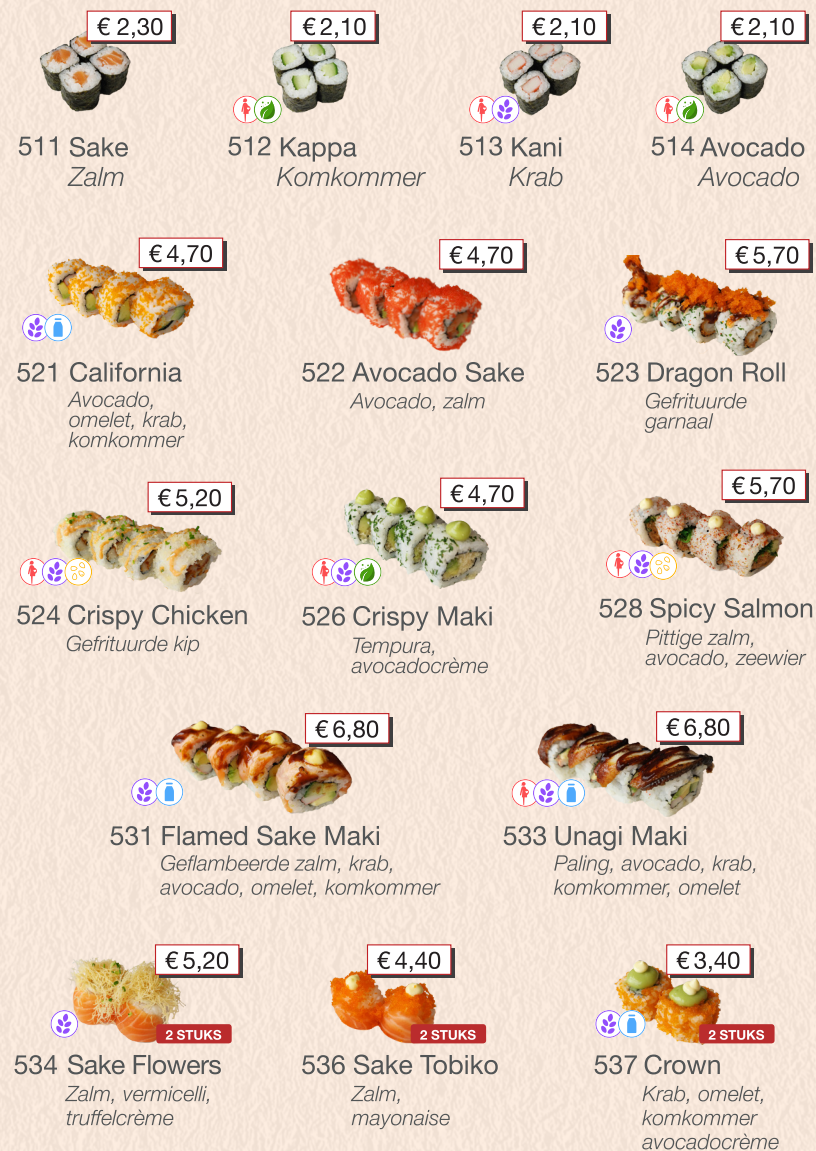 € 2,30
511 Sake
Zalm
€ 2,10
512 Kappa
Komkommer
€ 2,10
513 Kani
Krab
€ 2,10
514 Avocado
Avocado
€ 4,70
521 California
Avocado,
omelet, krab,
komkommer
€ 4,70
522 Avocado Sake
Avocado, zalm
€ 5,70
523 Dragon Roll
Gefrituurde
garnaal
€ 5,20
524 Crispy Chicken
Gefrituurde kip
€ 4,70
526 Crispy Maki
Tempura,
avocadocrème
€ 5,70
528 Spicy Salmon
Pittige zalm,
avocado, zeewier
€ 6,80
531 Flamed Sake Maki
Geflambeerde zalm, krab,
avocado, omelet, komkommer
€ 6,80
533 Unagi Maki
Paling, avocado, krab,
komkommer, omelet
€ 5,20
2 STUKS
534 Sake Flowers
Zalm, vermicelli,
truffelcrème
€ 4,40
2 STUKS
536 Sake Tobiko
Zalm,
mayonaise
€ 3,40
2 STUKS
537 Crown
Krab, omelet,
komkommer
avocadocrème